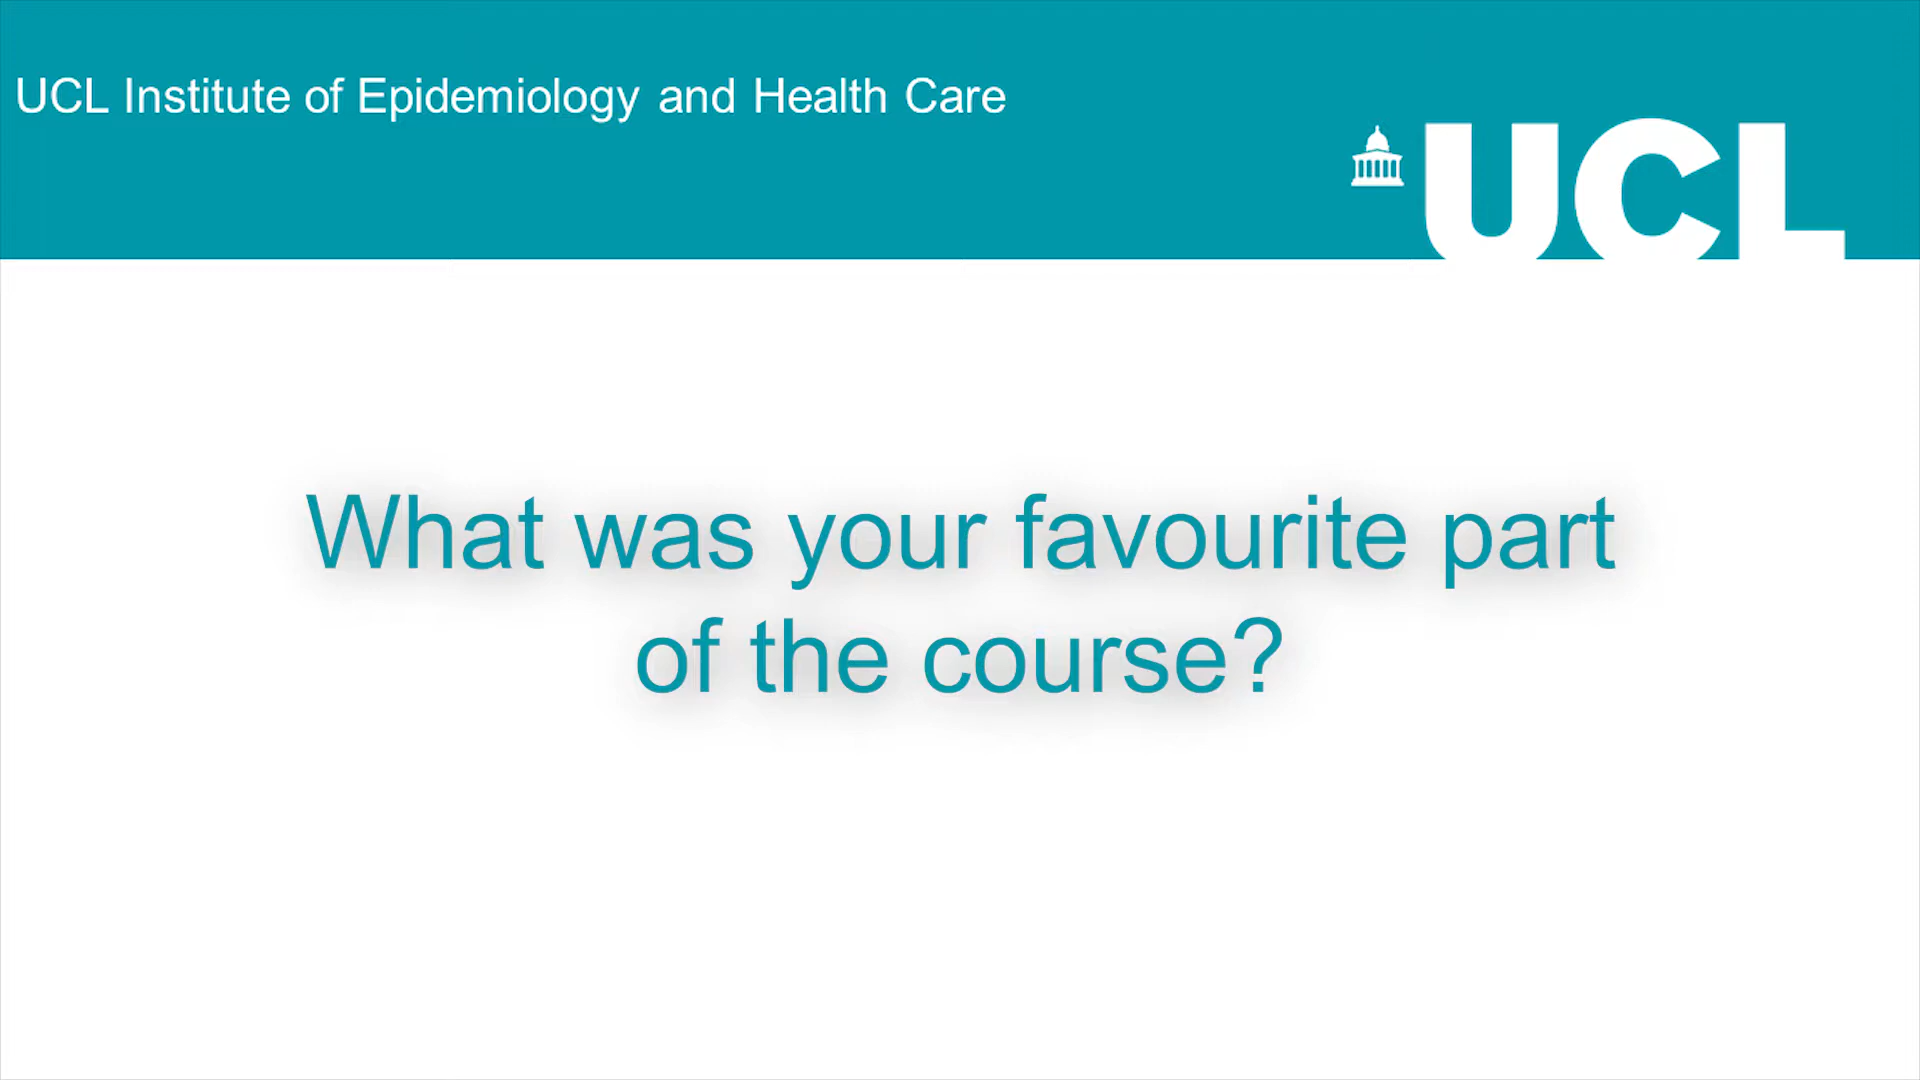 UCL Institute of Epidemiology and Health Care
UCL
What was your favourite part
of the course?